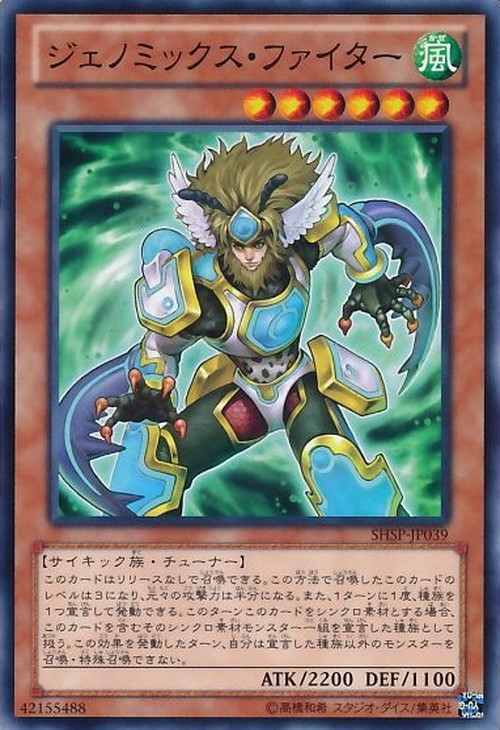 ジェノミックス・ファイター
風
SHSP-JP039
【サイキック族・チューナー】
このカードはリリースなしで召喚できる。この方法で召喚したこのカードの
レベルは3になり、元々の攻撃力は半分になる。また、1ターンに1度、種族を
1つ宣言して発動できる。このターンこのカードをシンクロ素材とする場合、
このカードを含むそのシンクロ素材モンスター一組を宣言した種族として
扱う。この効果を発動したターン、自分は宣言した種族以外のモンスターを
召喚・特殊召喚できない。
ATK/2200 DEF/1100
42155488 ©高橋和希 スタジオ・ダイス/集英社